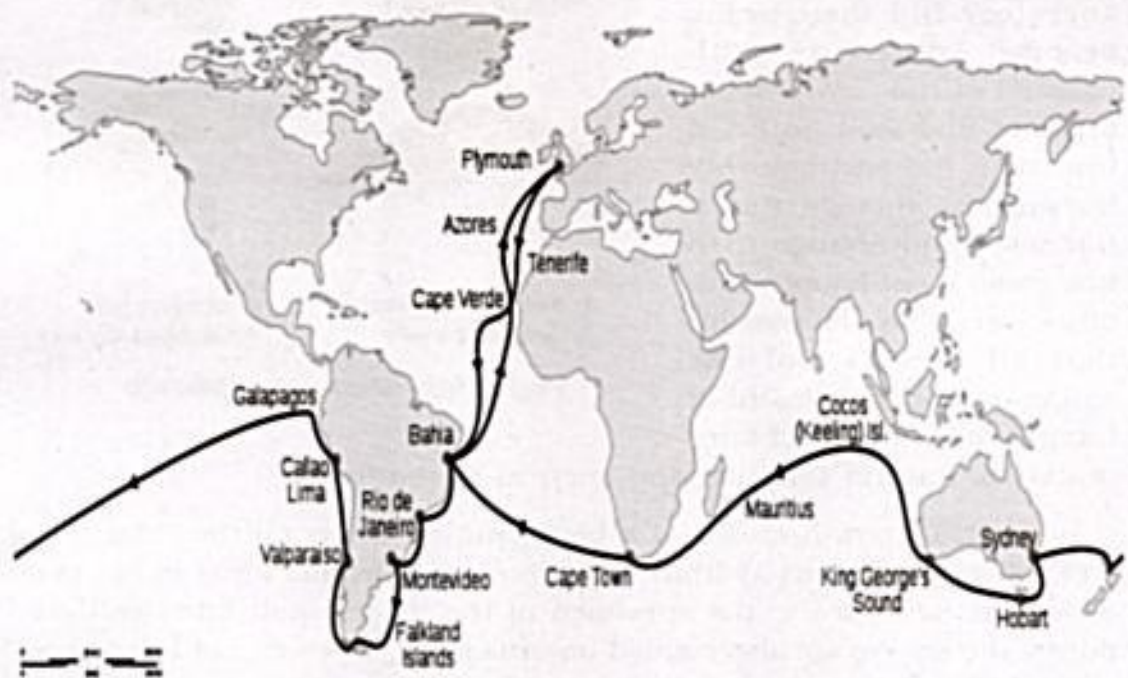 Plymouth
Azores
Tenerife
Cape Verde
Galapagos
Bahia
Cocos
(Keeling) Isl.
Callao
Lima
Rio de
Janeiro
Mauritius
Valparaiso
Sydney
Montevideo
Cape Town
King George's
Sound
Hobart
Falkland
Islands